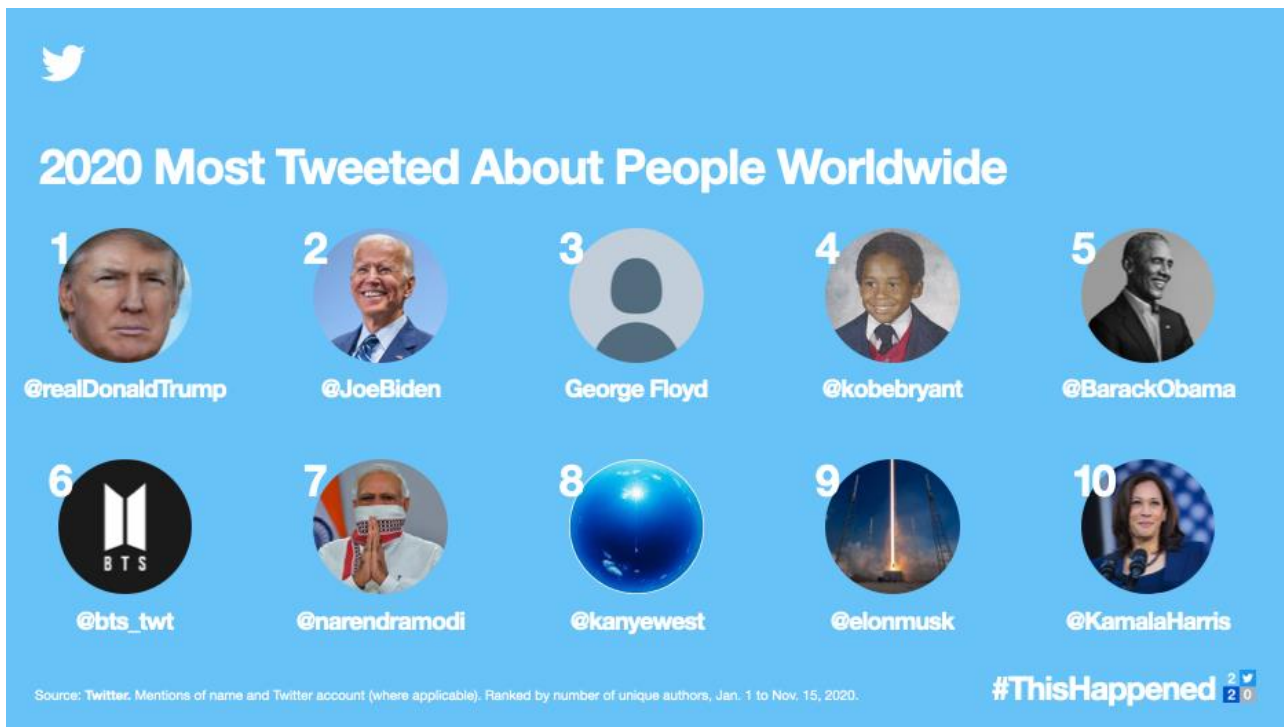 2020 Most Tweeted About People Worldwide
1
@realDonaldTrump
2
@JoeBiden
3
George Floyd
4
@kobebryant
5
@BarackObama
6
BTS
@bts_twt
7
@narendramodi
8
@kanyewest
9
@elonmusk
10
@KamalaHarris
Source: Twitter. Mentions of name and Twitter account (where applicable). Ranked by number of unique authors, Jan. 1 to Nov. 15, 2020.
#ThisHappened
2
2 0